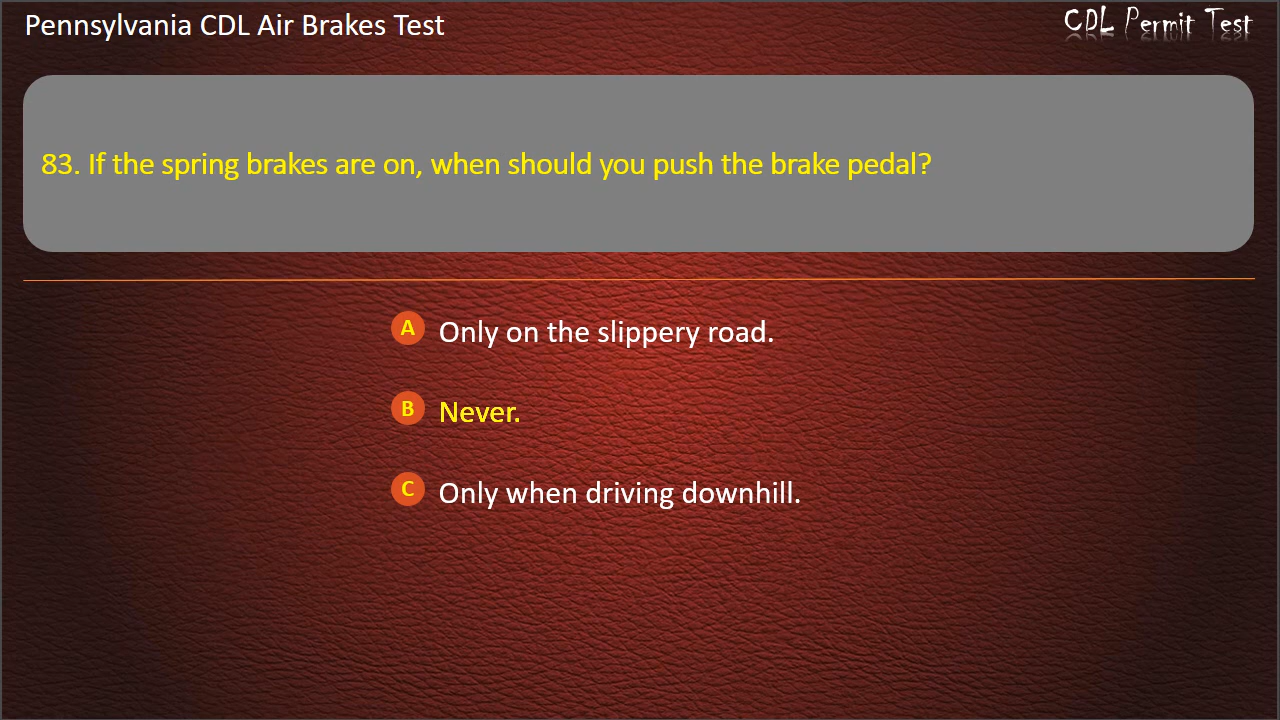 Pennsylvania CDL Air Brakes Test
CDL Permit Test
83. If the spring brakes are on, when should you push the brake pedal?
A Only on the slippery road.
B Never.
C Only when driving downhill.